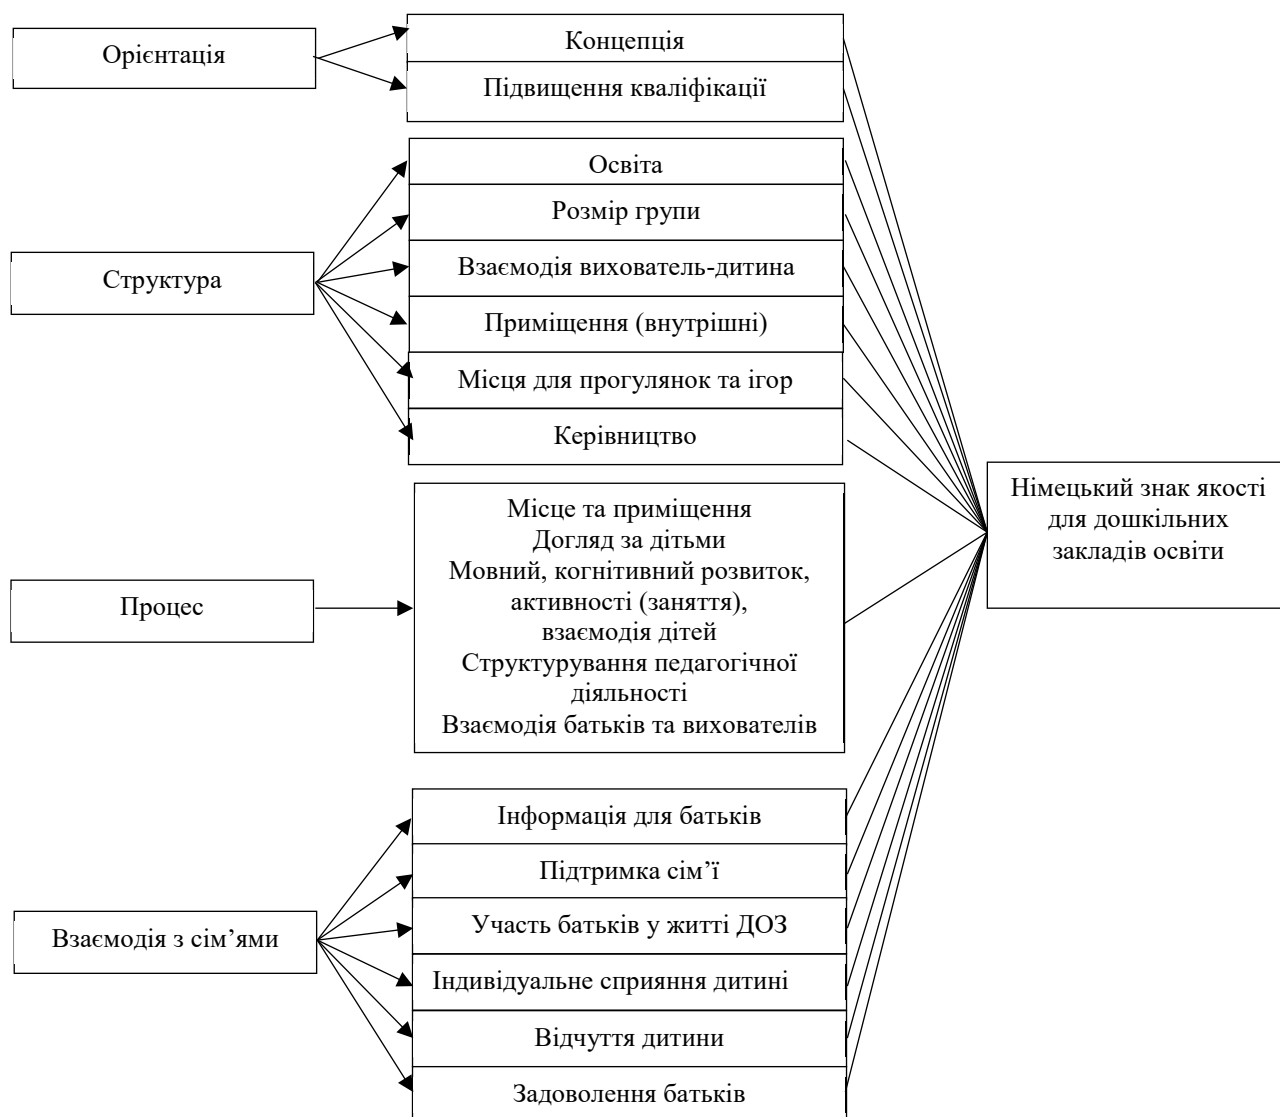 Орієнтація
Концепція
Підвищення кваліфікації
Структура
Освіта
Розмір групи
Взаємодія вихователь-дитина
Приміщення (внутрішні)
Місця для прогулянок та ігор
Керівництво
Процес
Місце та приміщення
Догляд за дітьми
Мовний, когнітивний розвиток,
активності (заняття),
взаємодія дітей
Структурування педагогічної
діяльності
Взаємодія батьків та вихователів
Взаємодія з сім’ями
Інформація для батьків
Підтримка сім’ї
Участь батьків у житті ДОЗ
Індивідуальне сприяння дитині
Відчуття дитини
Задоволення батьків
Німецький знак якості
для дошкільних
закладів освіти